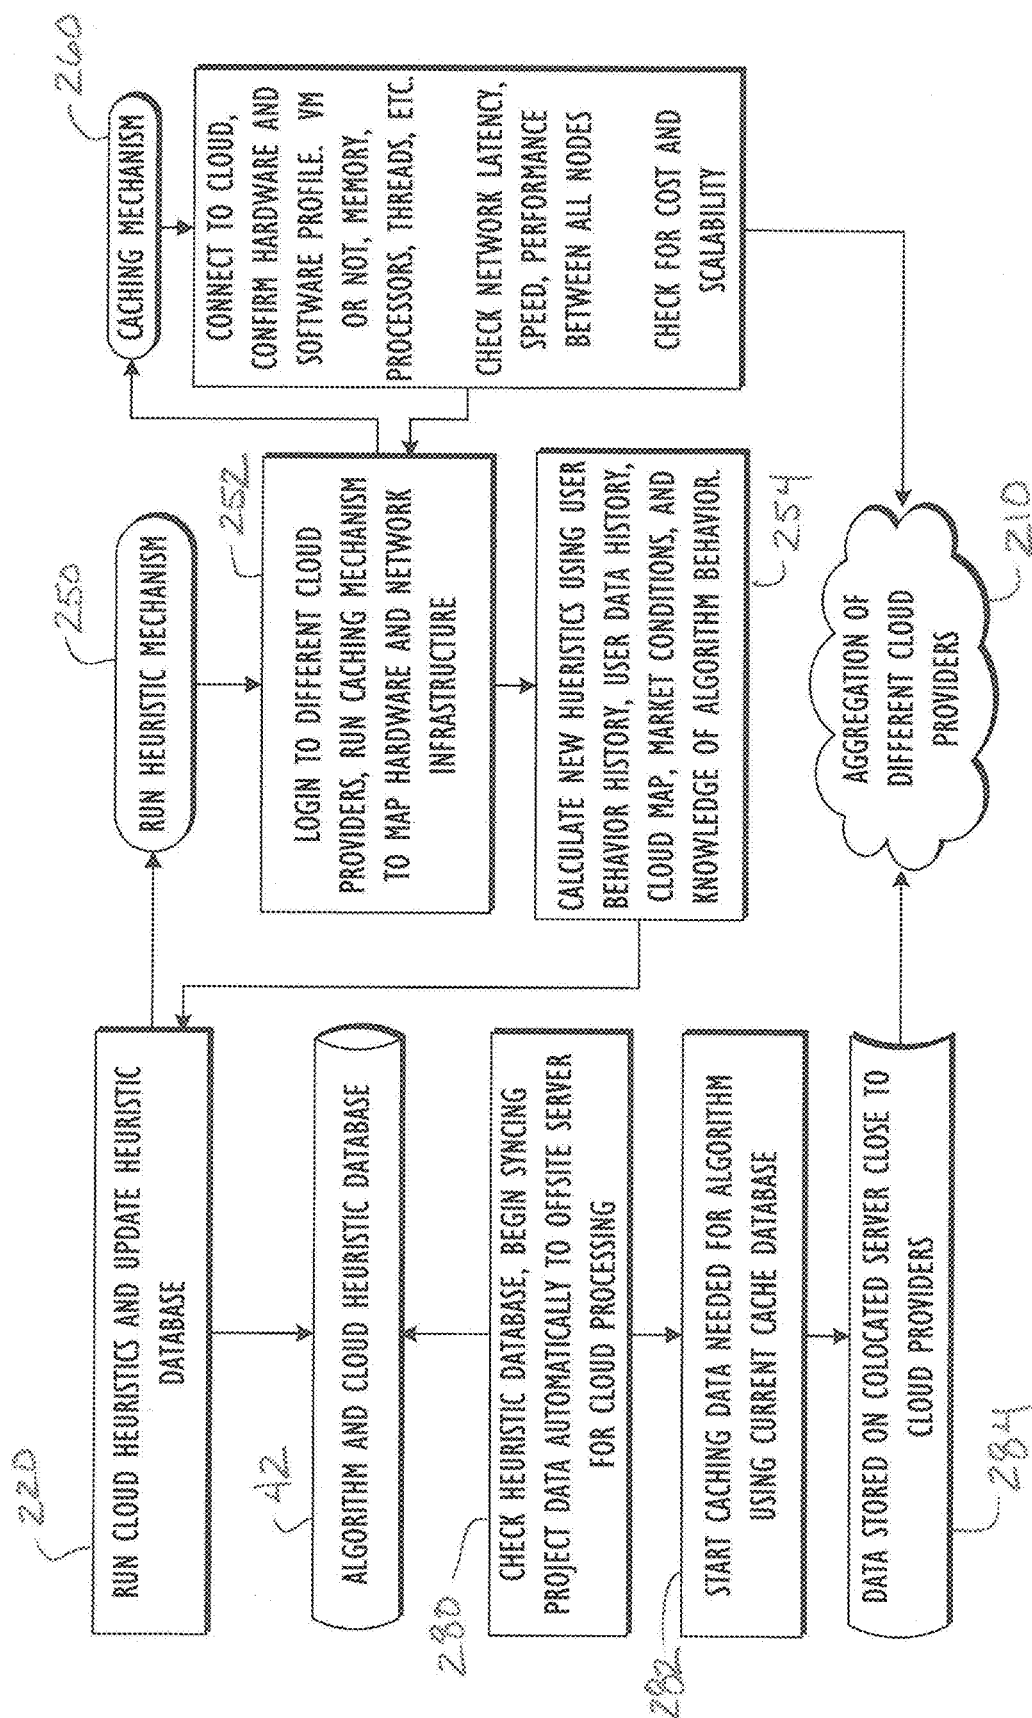 220
RUN CLOUD HEURISTICS AND UPDATE HEURISTIC
DATABASE
42
ALGORITHM AND CLOUD HEURISTIC DATABASE
280
CHECK HEURISTIC DATABASE, BEGIN SYNCING
PROJECT DATA AUTOMATICALLY TO OFFSITE SERVER
FOR CLOUD PROCESSING
282
START CACHING DATA NEEDED FOR ALGORITHM
USING CURRENT CACHE DATABASE
DATA STORED ON COLOCATED SERVER CLOSE TO
CLOUD PROVIDERS
284
250
RUN HEURISTIC MECHANISM
252
LOGIN TO DIFFERENT CLOUD
PROVIDERS, RUN CACHING MECHANISM
TO MAP HARDWARE AND NETWORK
INFRASTRUCTURE
CALCULATE NEW HUERISTICS USING USER
BEHAVIOR HISTORY, USER DATA HISTORY,
CLOUD MAP, MARKET CONDITIONS, AND
KNOWLEDGE OF ALGORITHM BEHAVIOR.
254
AGGREGATION OF
DIFFERENT CLOUD
PROVIDERS
210
260
CACHING MECHANISM
CONNECT TO CLOUD,
CONFIRM HARDWARE AND
SOFTWARE PROFILE. VM
OR NOT, MEMORY,
PROCESSORS, THREADS, ETC.
CHECK NETWORK LATENCY,
SPEED, PERFORMANCE
BETWEEN ALL NODES
CHECK FOR COST AND
SCALABILITY